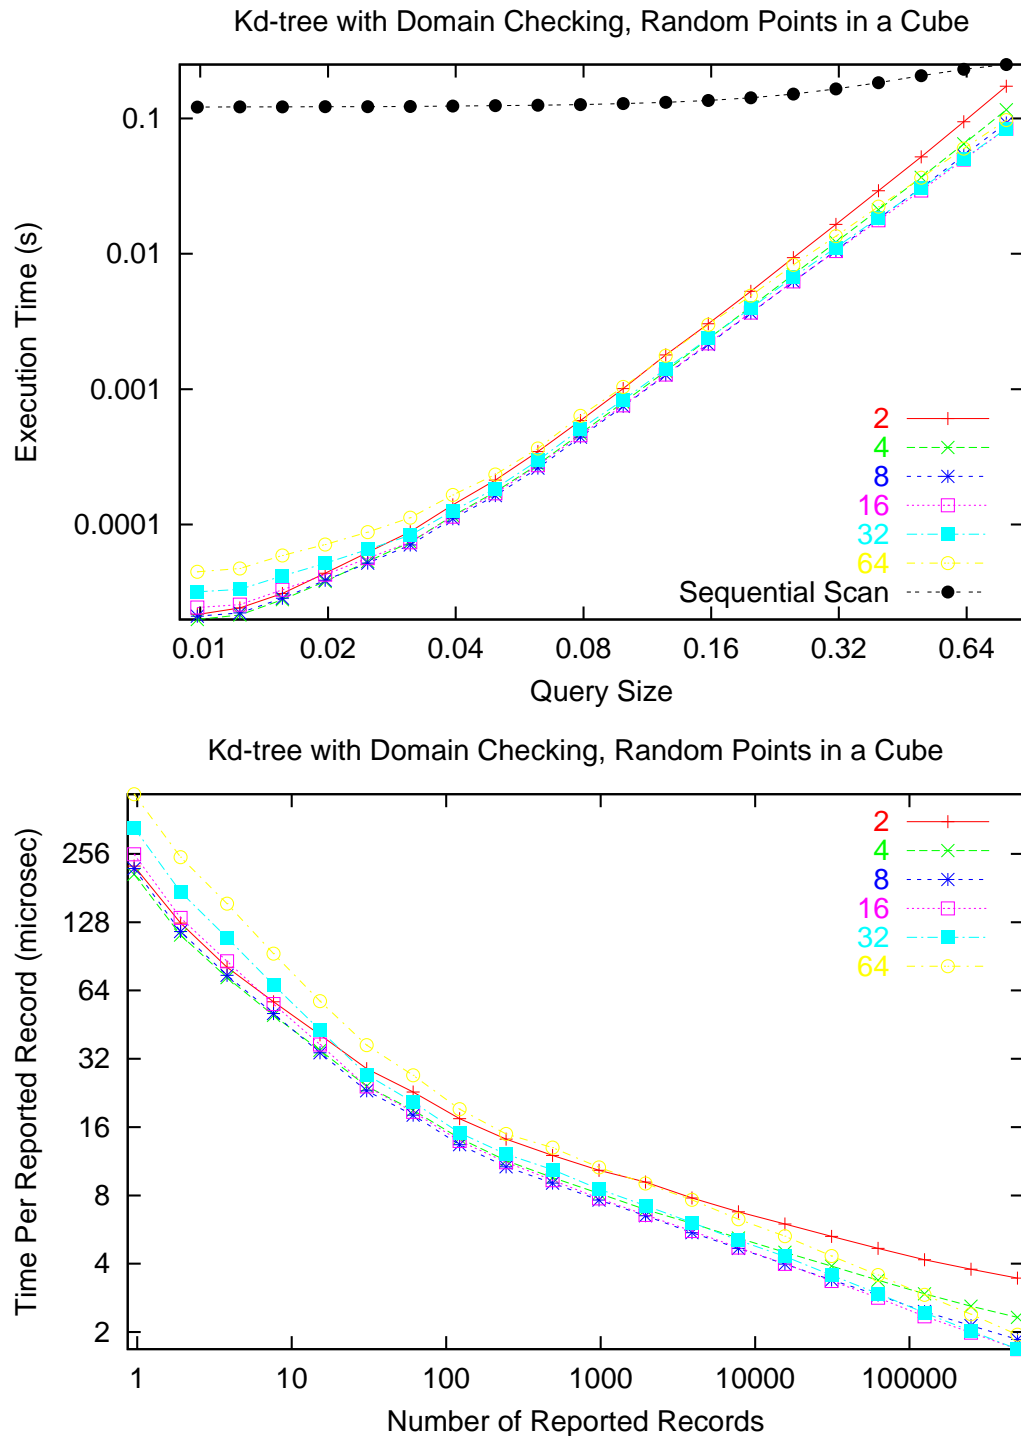 Kd-tree with Domain Checking, Random Points in a Cube
0.1
0.01
0.001
0.0001
Execution Time (s)
2
4
8
16
32
64
Sequential Scan
0.01 0.02 0.04 0.08 0.16 0.32 0.64
Query Size
Kd-tree with Domain Checking, Random Points in a Cube
256
128
64
32
16
8
4
2
Time Per Reported Record (microsec)
2
4
8
16
32
64
1 10 100 1000 10000 100000
Number of Reported Records